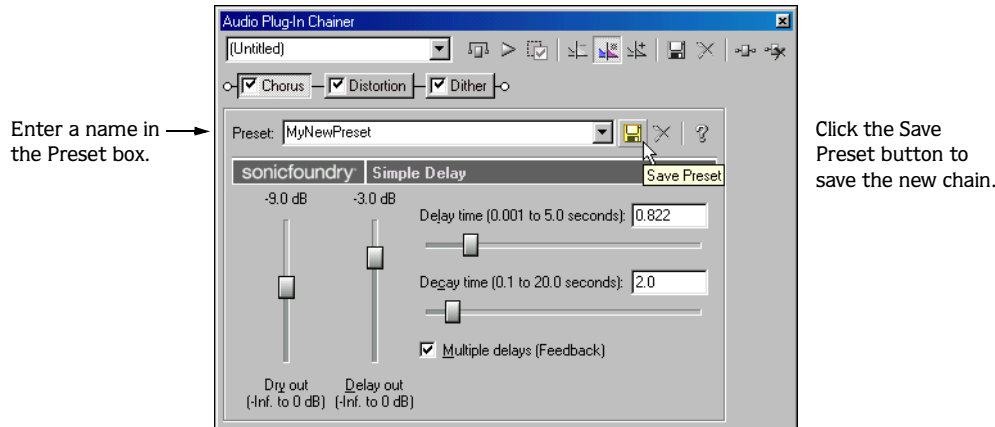 Audio Plug-In Chainer
(Untitled)
Chorus Distortion Dither
Enter a name in
the Preset box.
Preset: MyNewPreset
Click the Save
Preset button to
save the new chain.
sonicfoundry Simple Delay
Save Preset
-9.0 dB -3.0 dB
Delay time (0.001 to 5.0 seconds): 0.822
Decay time (0.1 to 20.0 seconds): 2.0
Multiple delays (Feedback)
Dry out Delay out
(-Inf. to 0 dB) (-Inf. to 0 dB)